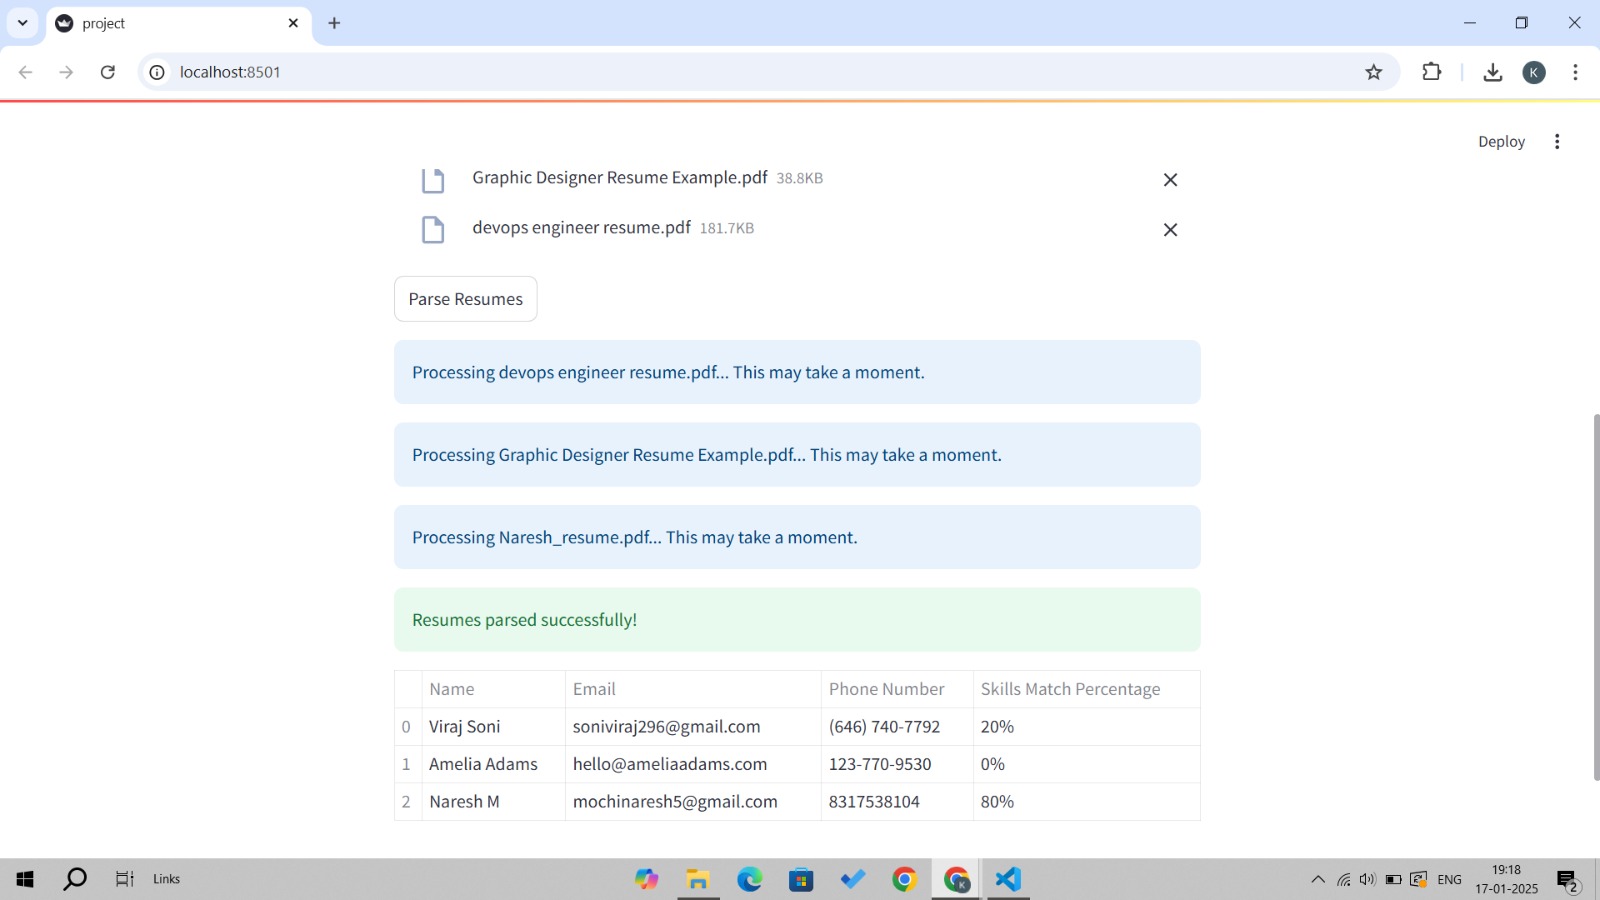 project
localhost:8501
K
Deploy
Graphic Designer Resume Example.pdf 38.8KB
devops engineer resume.pdf 181.7KB
Parse Resumes
Processing devops engineer resume.pdf... This may take a moment.
Processing Graphic Designer Resume Example.pdf... This may take a moment.
Processing Naresh_resume.pdf... This may take a moment.
Resumes parsed successfully!
Name Email Phone Number Skills Match Percentage
0 Viraj Soni soniviraj296@gmail.com (646) 740-7792 20%
1 Amelia Adams hello@ameliaadams.com 123-770-9530 0%
2 Naresh M mochinaresh5@gmail.com 8317538104 80%
Links
K
ENG
19:18
17-01-2025
2